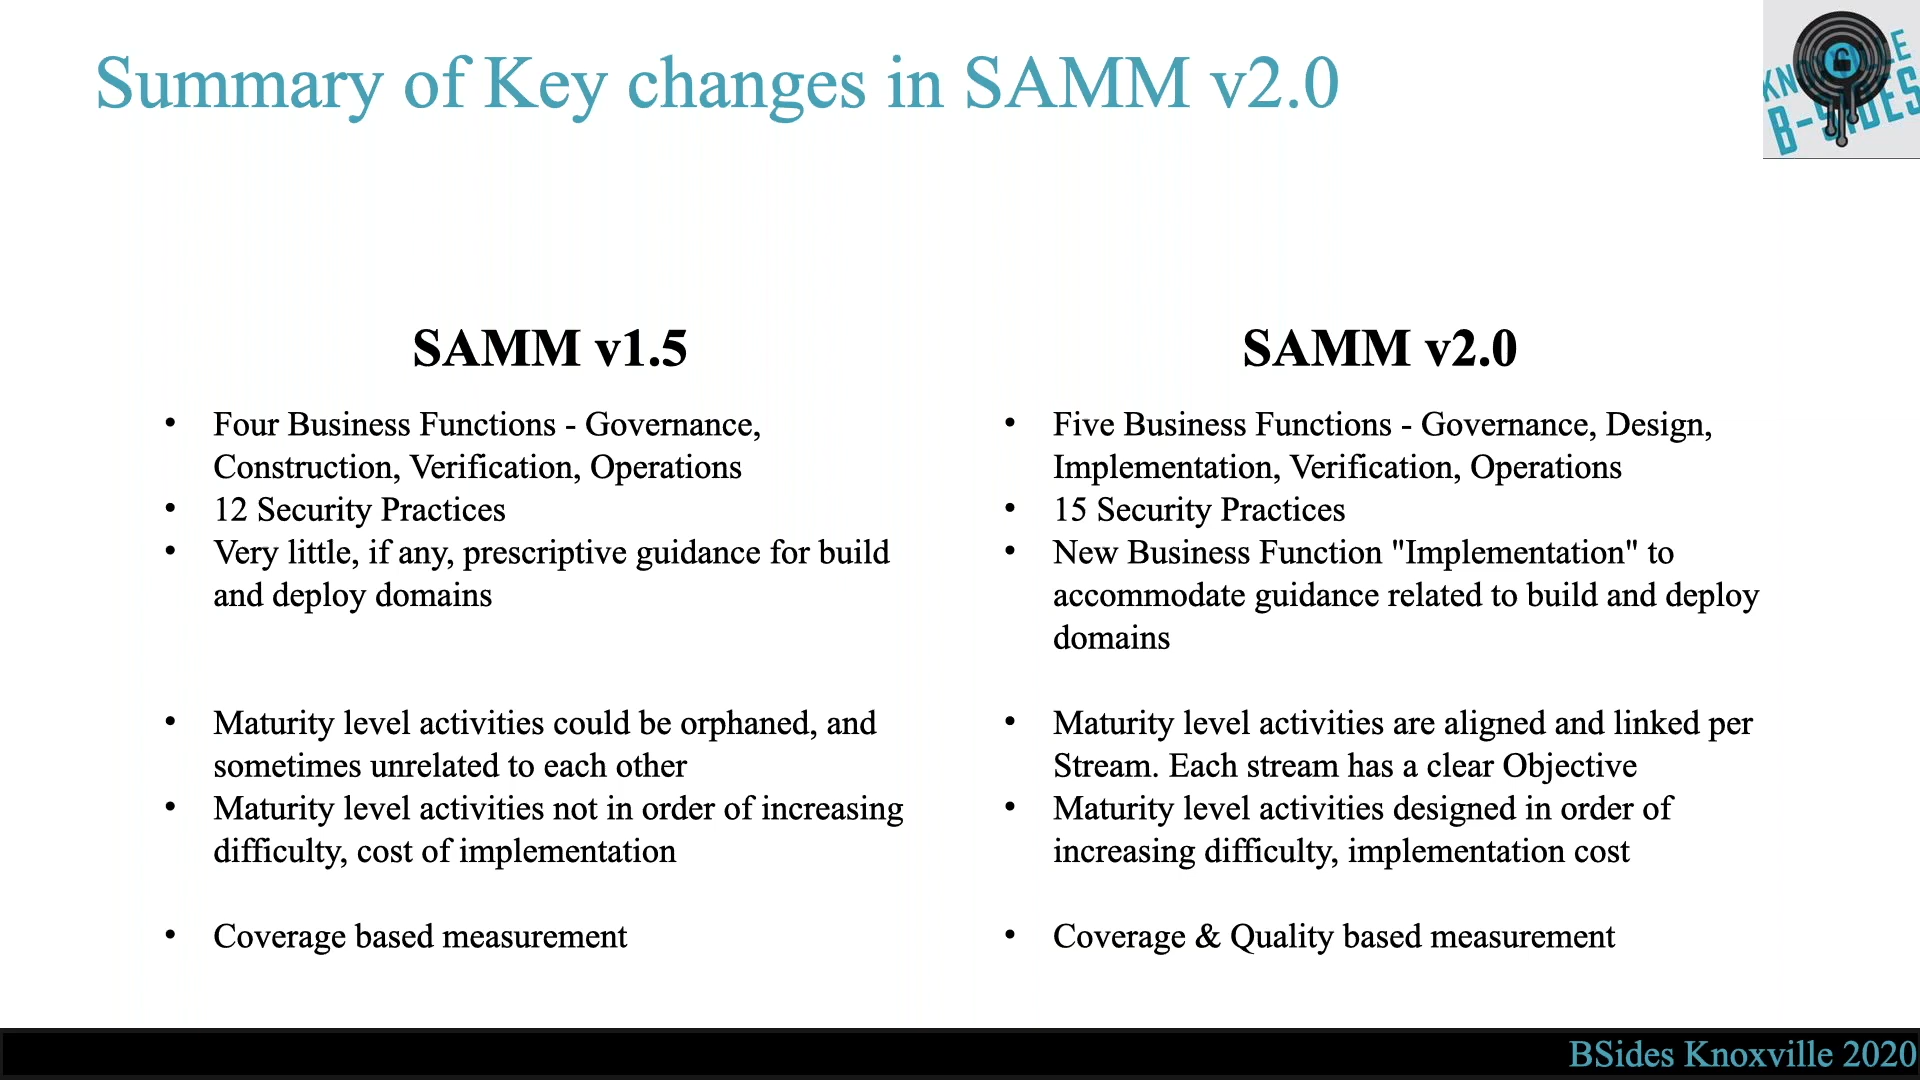 Summary of Key changes in SAMM v2.0
KNOXVILLE
B-SIDES
SAMM v1.5
• Four Business Functions - Governance,
Construction, Verification, Operations
• 12 Security Practices
• Very little, if any, prescriptive guidance for build
and deploy domains
• Maturity level activities could be orphaned, and
sometimes unrelated to each other
• Maturity level activities not in order of increasing
difficulty, cost of implementation
• Coverage based measurement
SAMM v2.0
• Five Business Functions - Governance, Design,
Implementation, Verification, Operations
• 15 Security Practices
• New Business Function "Implementation" to
accommodate guidance related to build and deploy
domains
• Maturity level activities are aligned and linked per
Stream. Each stream has a clear Objective
• Maturity level activities designed in order of
increasing difficulty, implementation cost
• Coverage & Quality based measurement
BSides Knoxville 2020